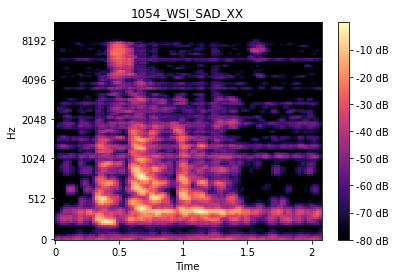 1054_WSI_SAD_XX
8192
4096
2048
1024
512
0
Hz
0
0.5
1
1.5
2
Time
-10 dB
-20 dB
-30 dB
-40 dB
-50 dB
-60 dB
-70 dB
-80 dB